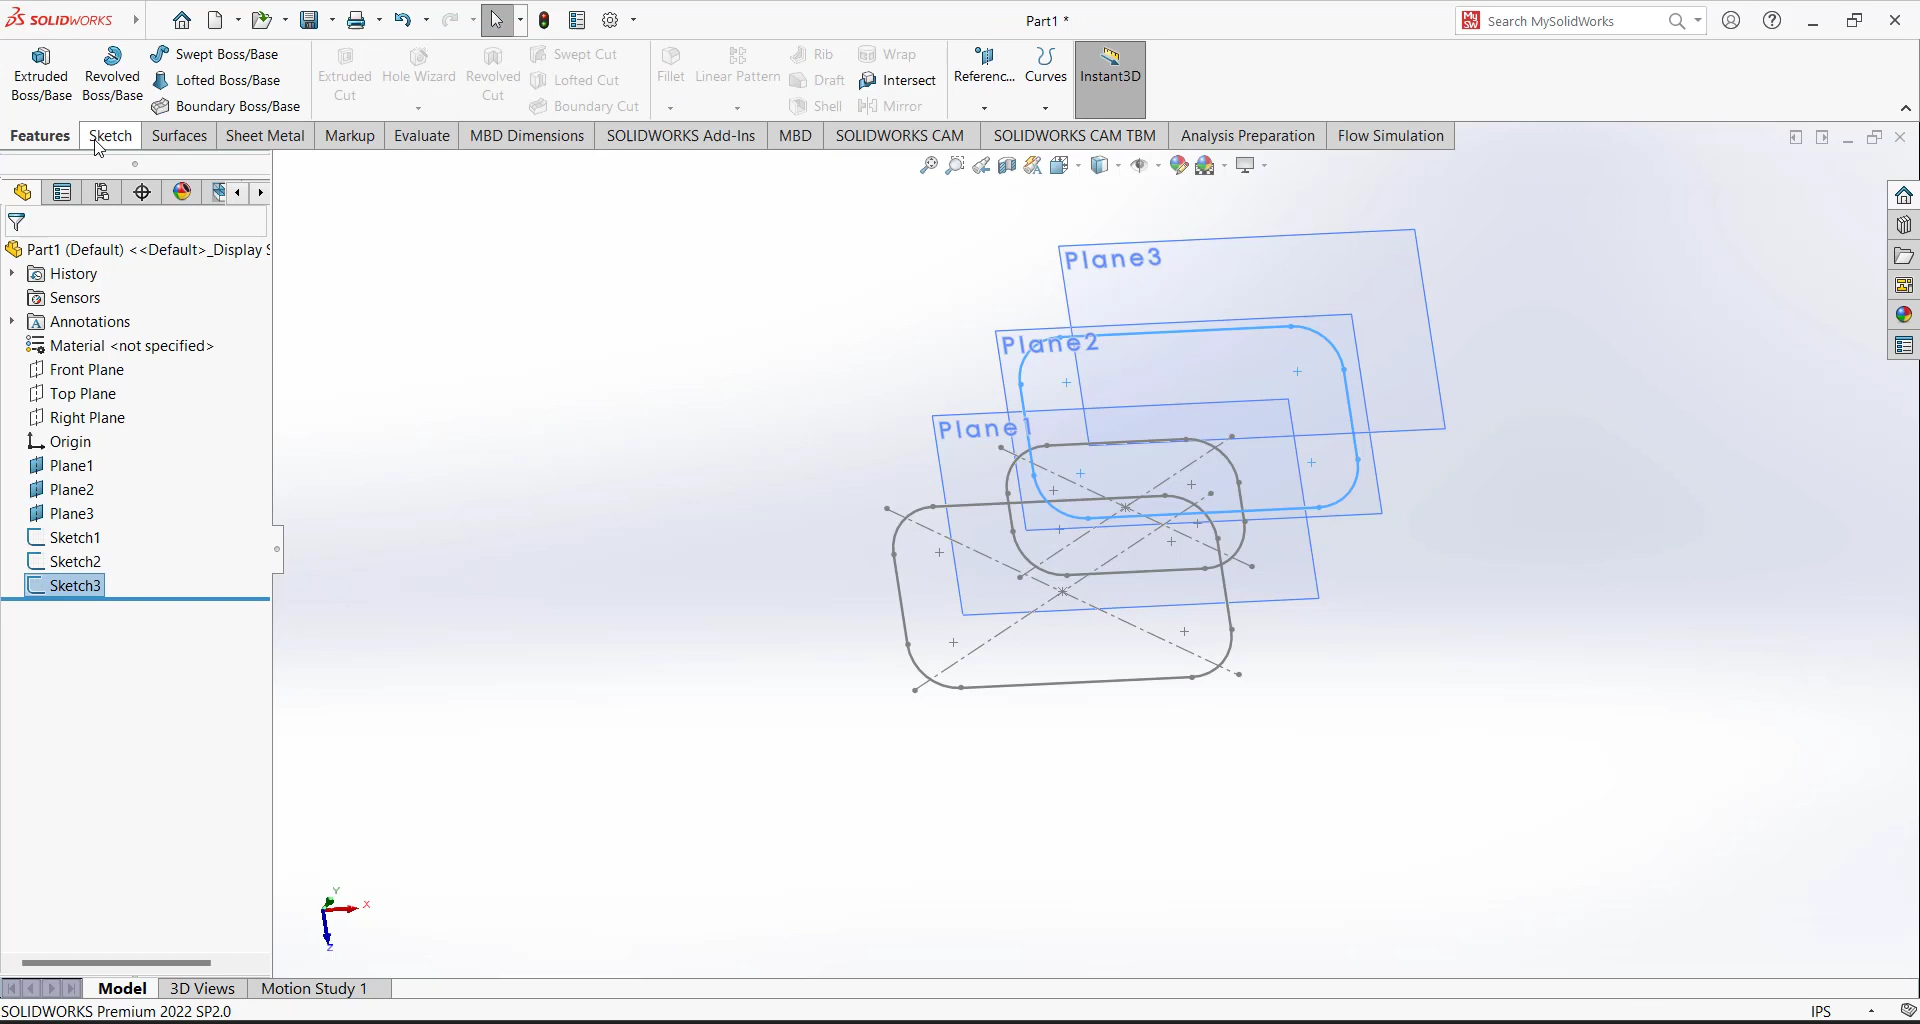 SOLIDWORKS
Part1 *
Search MySolidWorks
Extruded Boss/Base
Revolved Boss/Base
Swept Boss/Base
Lofted Boss/Base
Boundary Boss/Base
Extruded Cut
Hole Wizard
Revolved Cut
Swept Cut
Lofted Cut
Boundary Cut
Fillet
Linear Pattern
Rib
Draft
Shell
Wrap
Intersect
Mirror
Referenc...
Curves
Instant3D
Features
Sketch
Surfaces
Sheet Metal
Markup
Evaluate
MBD Dimensions
SOLIDWORKS Add-Ins
MBD
SOLIDWORKS CAM
SOLIDWORKS CAM TBM
Analysis Preparation
Flow Simulation
Part1 (Default) <<Default>_Display S
History
Sensors
Annotations
Material <not specified>
Front Plane
Top Plane
Right Plane
Origin
Plane1
Plane2
Plane3
Sketch1
Sketch2
Sketch3
Plane3
Plane2
Plane1
Y
X
Z
Model
3D Views
Motion Study 1
SOLIDWORKS Premium 2022 SP2.0
IPS